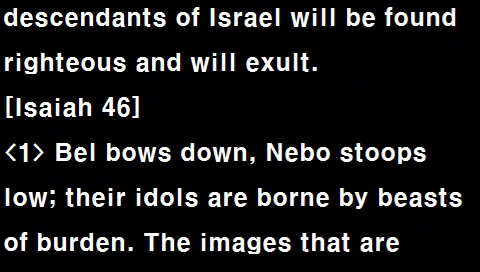 descendants of Israel will be found
righteous and will exult.
[Isaiah 46]
<1> Bel bows down, Nebo stoops
low; their idols are borne by beasts
of burden. The images that are